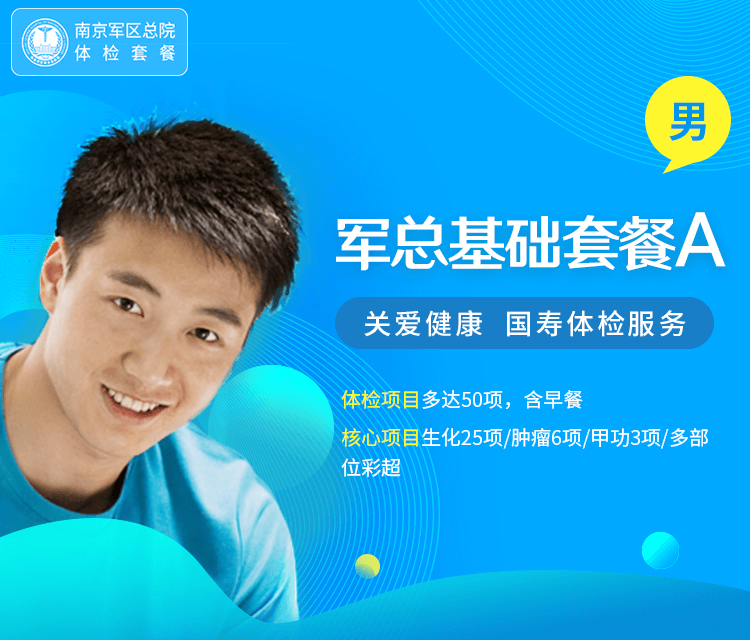 南京军区总院
体检套餐
男
军总基础套餐A
关爱健康 国寿体检服务
体检项目多达50项，含早餐
核心项目生化25项/肿瘤6项/甲功3项/多部
位彩超